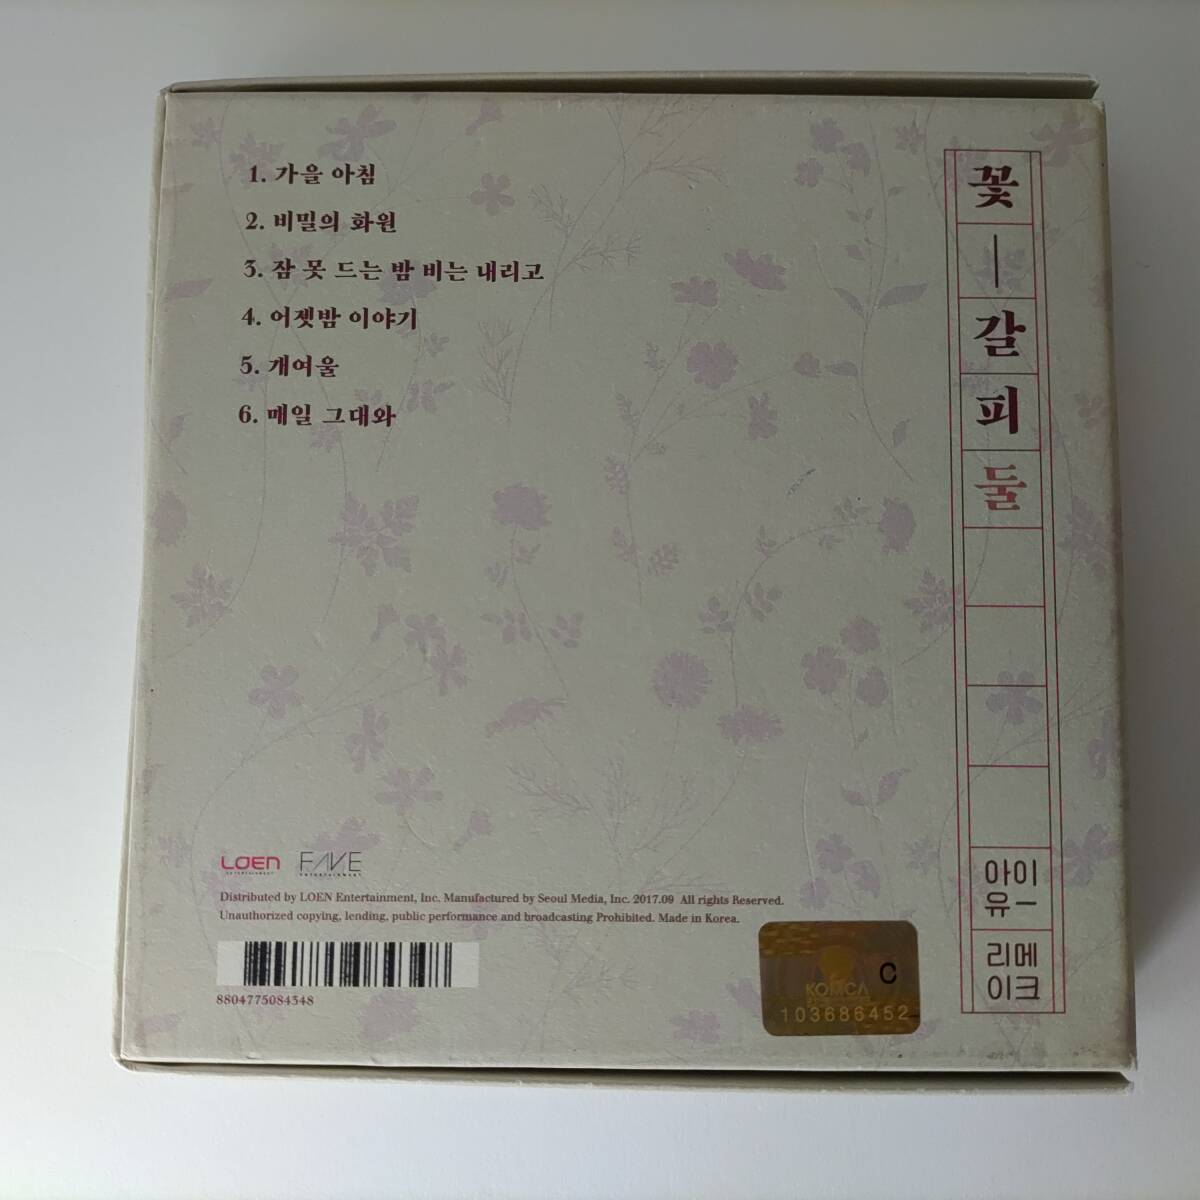 1. 가을 아침
2. 비밀의 화원
3. 잠 못 드는 밤 비는 내리고
4. 어젯밤 이야기
5. 개여울
6. 매일 그대와
꽃
—
갈
피
둘
아이
유—
리메
이크
LOEN
ENTERTAINMENT
FAVE
ENTERTAINMENT
Distributed by LOEN Entertainment, Inc. Manufactured by Seoul Media, Inc. 2017.09 All rights Reserved.
Unauthorized copying, lending, public performance and broadcasting Prohibited. Made in Korea.
8804775084348
C
KOMCA
103686452